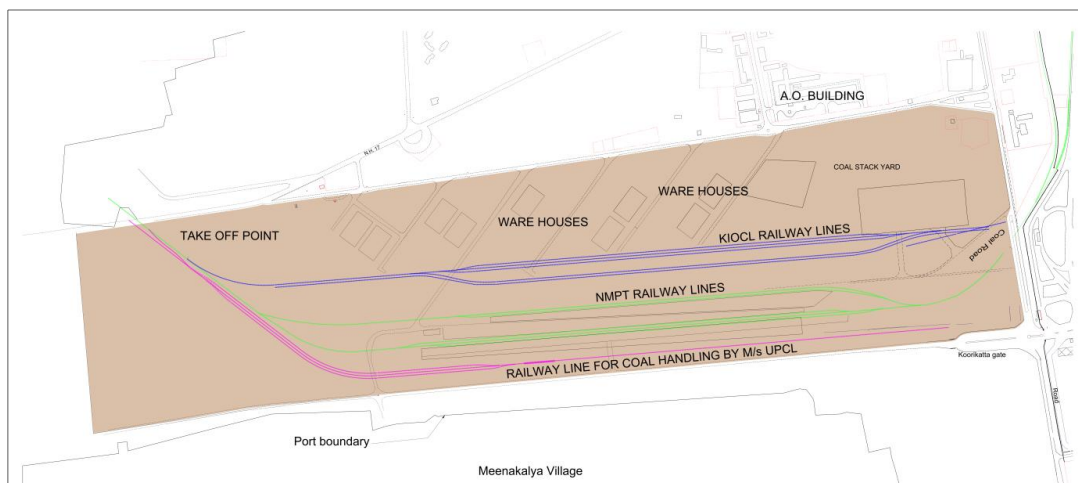 A.O. BUILDING
N.H. 17
COAL STACK YARD
WARE HOUSES
WARE HOUSES
TAKE OFF POINT
KIOCL RAILWAY LINES
Coal Road
NMPT RAILWAY LINES
RAILWAY LINE FOR COAL HANDLING BY M/s UPCL
Koorikatta gate
Road
Port boundary
Meenakalya Village